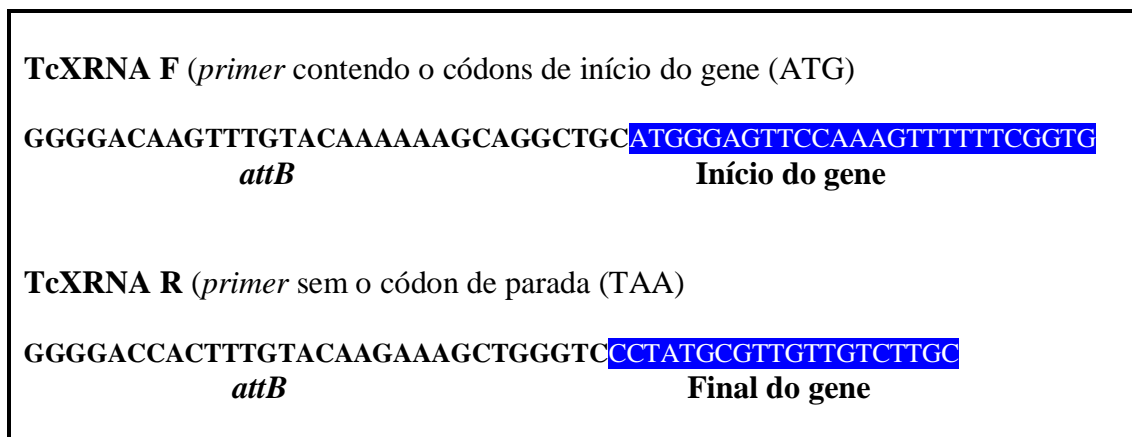 TcXRNA F (primer contendo o códons de início do gene (ATG)
GGGGACAAGTTTGTACAAAAAAGCAGGCTGCATGGGAGTTCCAAAGTTTTTTCGGTG
attB Início do gene
TcXRNA R (primer sem o códon de parada (TAA)
GGGGACCACTTTGTACAAGAAAGCTGGGTCCCTATGCGTTGTTGTCTTGC
attB Final do gene